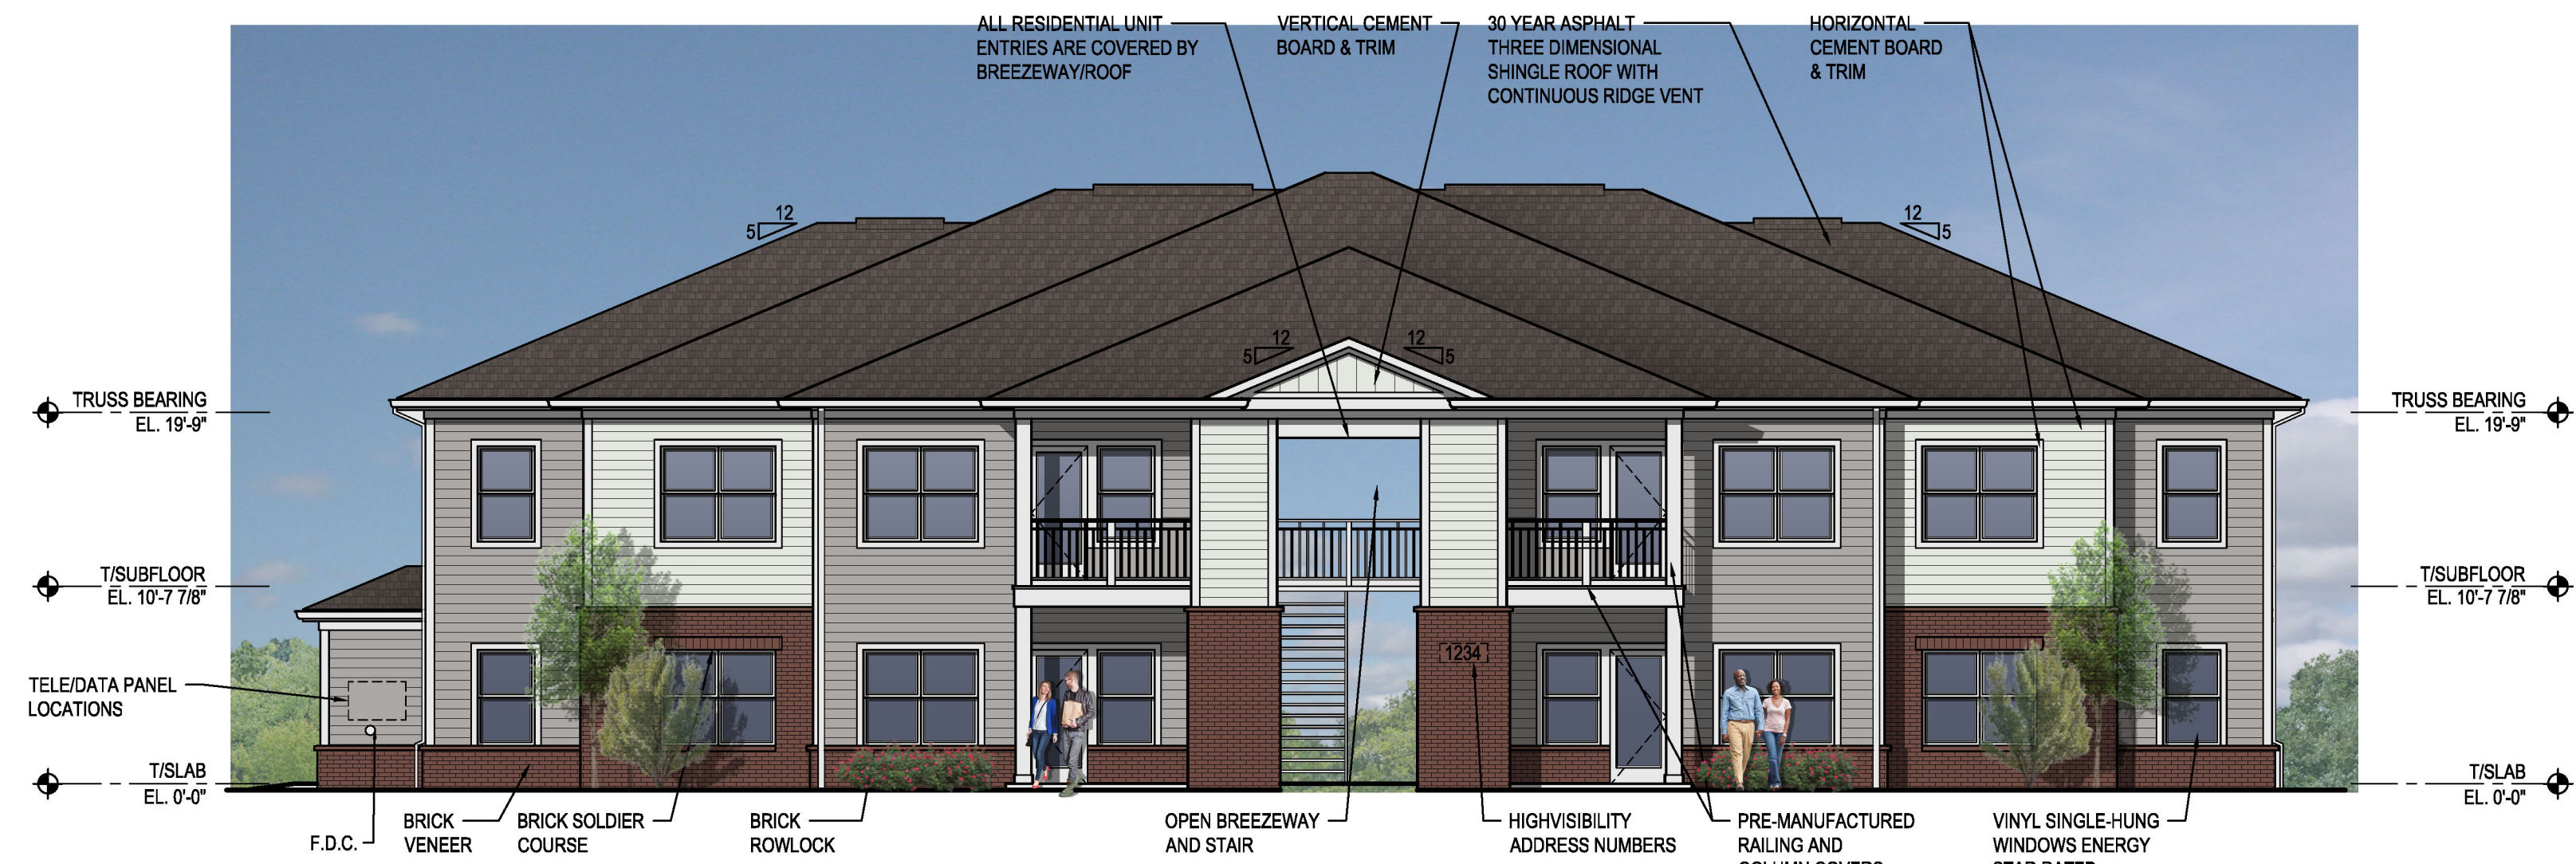 ALL RESIDENTIAL UNIT
ENTRIES ARE COVERED BY
BREEZEWAY/ROOF
VERTICAL CEMENT
BOARD & TRIM
30 YEAR ASPHALT
THREE DIMENSIONAL
SHINGLE ROOF WITH
CONTINUOUS RIDGE VENT
HORIZONTAL
CEMENT BOARD
& TRIM
12
5
12
5
12
5
12
5
TRUSS BEARING
EL. 19'-9"
TRUSS BEARING
EL. 19'-9"
T/SUBFLOOR
EL. 10'-7 7/8"
T/SUBFLOOR
EL. 10'-7 7/8"
1234
TELE/DATA PANEL
LOCATIONS
T/SLAB
EL. 0'-0"
T/SLAB
EL. 0'-0"
F.D.C.
BRICK
VENEER
BRICK SOLDIER
COURSE
BRICK
ROWLOCK
OPEN BREEZEWAY
AND STAIR
HIGHVISIBILITY
ADDRESS NUMBERS
PRE-MANUFACTURED
RAILING AND
COLUMN COVERS
VINYL SINGLE-HUNG
WINDOWS ENERGY
STAR RATED